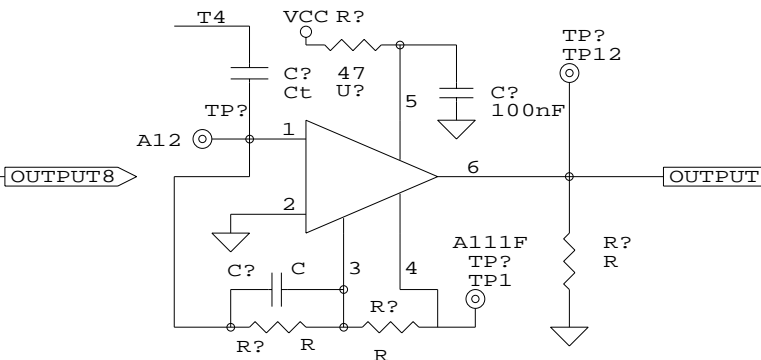 T4
VCC R?
C? 47
Ct U?
TP?
TP12
5
C?
100nF
TP?
A12
1
OUTPUT8
6
OUTPUT
2
C? C
3
4
A111F
TP?
TP1
R?
R? R
R
R?
R